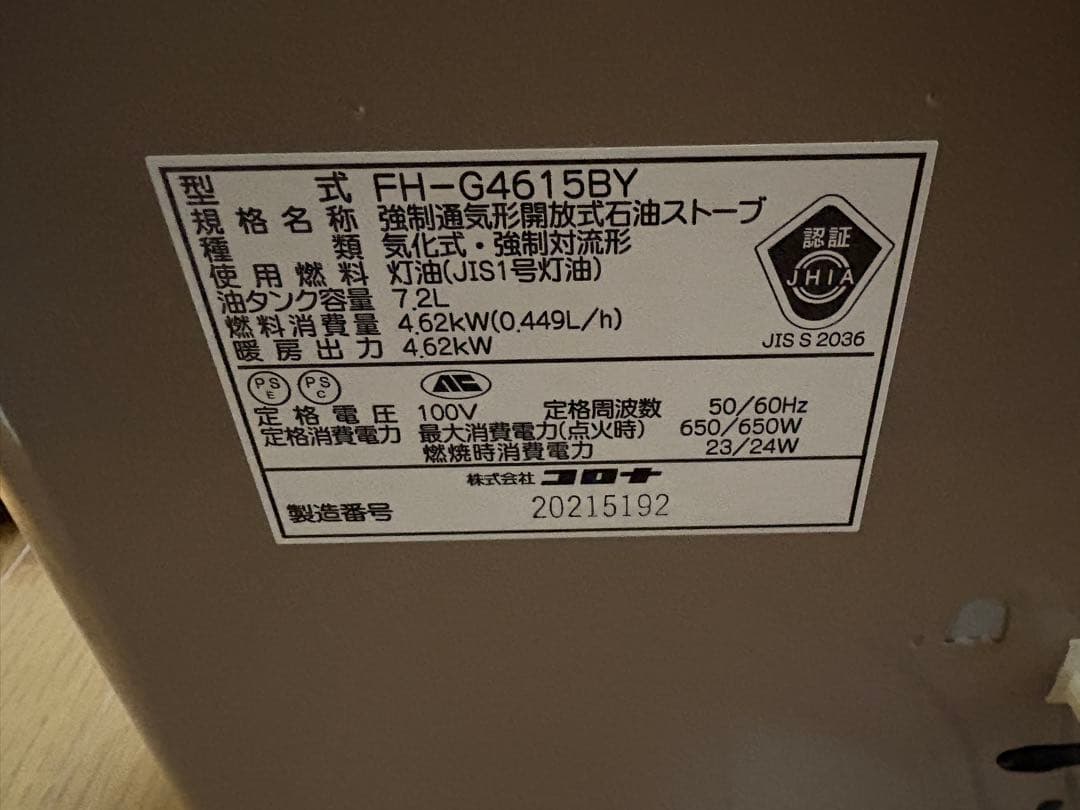 型式 FH-G4615BY
規格名称 強制通気形開放式石油ストーブ
種類 気化式・強制対流形
使用燃料 灯油(JIS1号灯油)
油タンク容量 7.2L
燃料消費量 4.62kW(0.449L/h)
暖房出力 4.62kW
認証
JHIA
JIS S 2036
PS E PS C
定格電圧 100V 定格周波数 50/60Hz
定格消費電力 最大消費電力(点火時) 650/650W
燃焼時消費電力 23/24W
株式会社 コロナ
製造番号 20215192